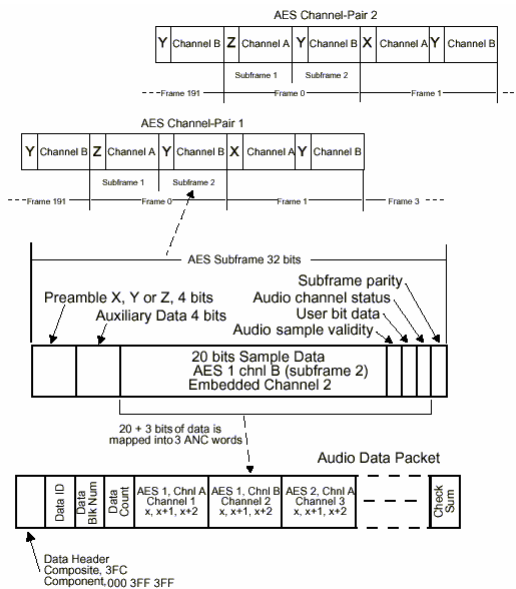 AES Channel-Pair 2
Y Channel B Z Channel A Y Channel B X Channel A Y Channel B
Subframe 1 Subframe 2
Frame 191 Frame 0 Frame 1
AES Channel-Pair 1
Y Channel B Z Channel A Y Channel B X Channel A Y Channel B
Subframe 1 Subframe 2
Frame 191 Frame 0 Frame 1 Frame 3
AES Subframe 32 bits
Subframe parity
Preamble X, Y or Z, 4 bits
Audio channel status
Auxiliary Data 4 bits
User bit data
Audio sample validity
20 bits Sample Data
AES 1 chnl B (subframe 2)
Embedded Channel 2
20 + 3 bits of data is
mapped into 3 ANC words
Audio Data Packet
Data ID
Data
Blk Num
Data
Count
AES 1, Chnl A
Channel 1
x, x+1, x+2
AES 1, Chnl B
Channel 2
x, x+1, x+2
AES 2, Chnl A
Channel 3
x, x+1, x+2
Check
Sum
Data Header
Composite, 3FC
Component, 000 3FF 3FF